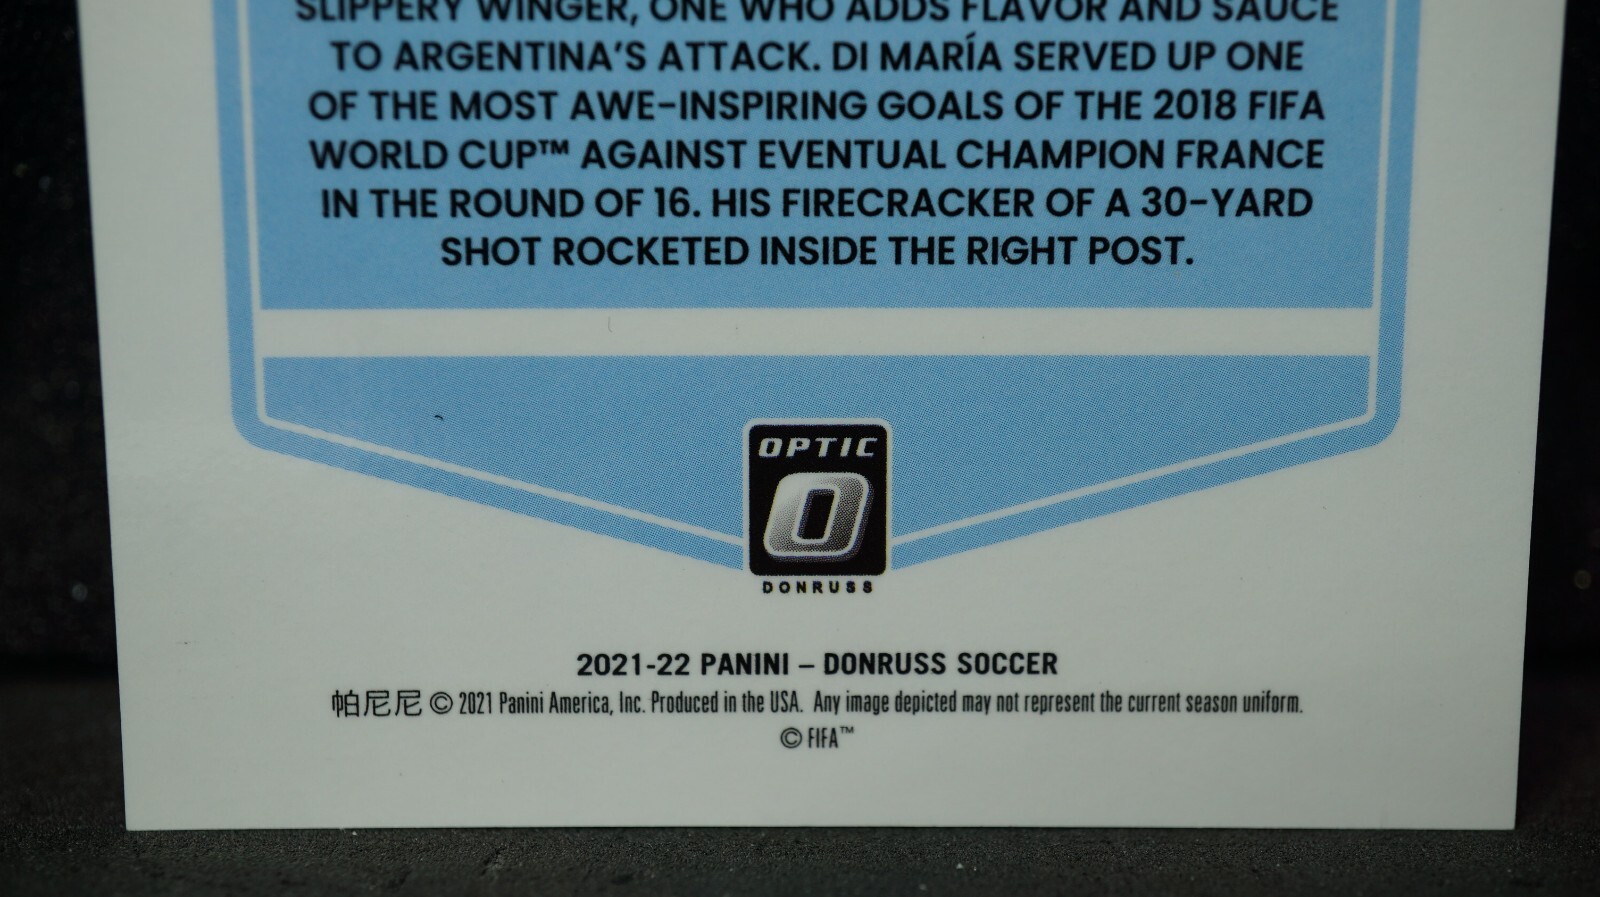 SLIPPERY WINGER, ONE WHO ADDS FLAVOR AND SAUCE
TO ARGENTINA'S ATTACK. DI MARÍA SERVED UP ONE
OF THE MOST AWE-INSPIRING GOALS OF THE 2018 FIFA
WORLD CUP™ AGAINST EVENTUAL CHAMPION FRANCE
IN THE ROUND OF 16. HIS FIRECRACKER OF A 30-YARD
SHOT ROCKETED INSIDE THE RIGHT POST.
OPTIC
O
DONRUSS
2021-22 PANINI – DONRUSS SOCCER
帕尼尼 © 2021 Panini America, Inc. Produced in the USA. Any image depicted may not represent the current season uniform.
© FIFA™